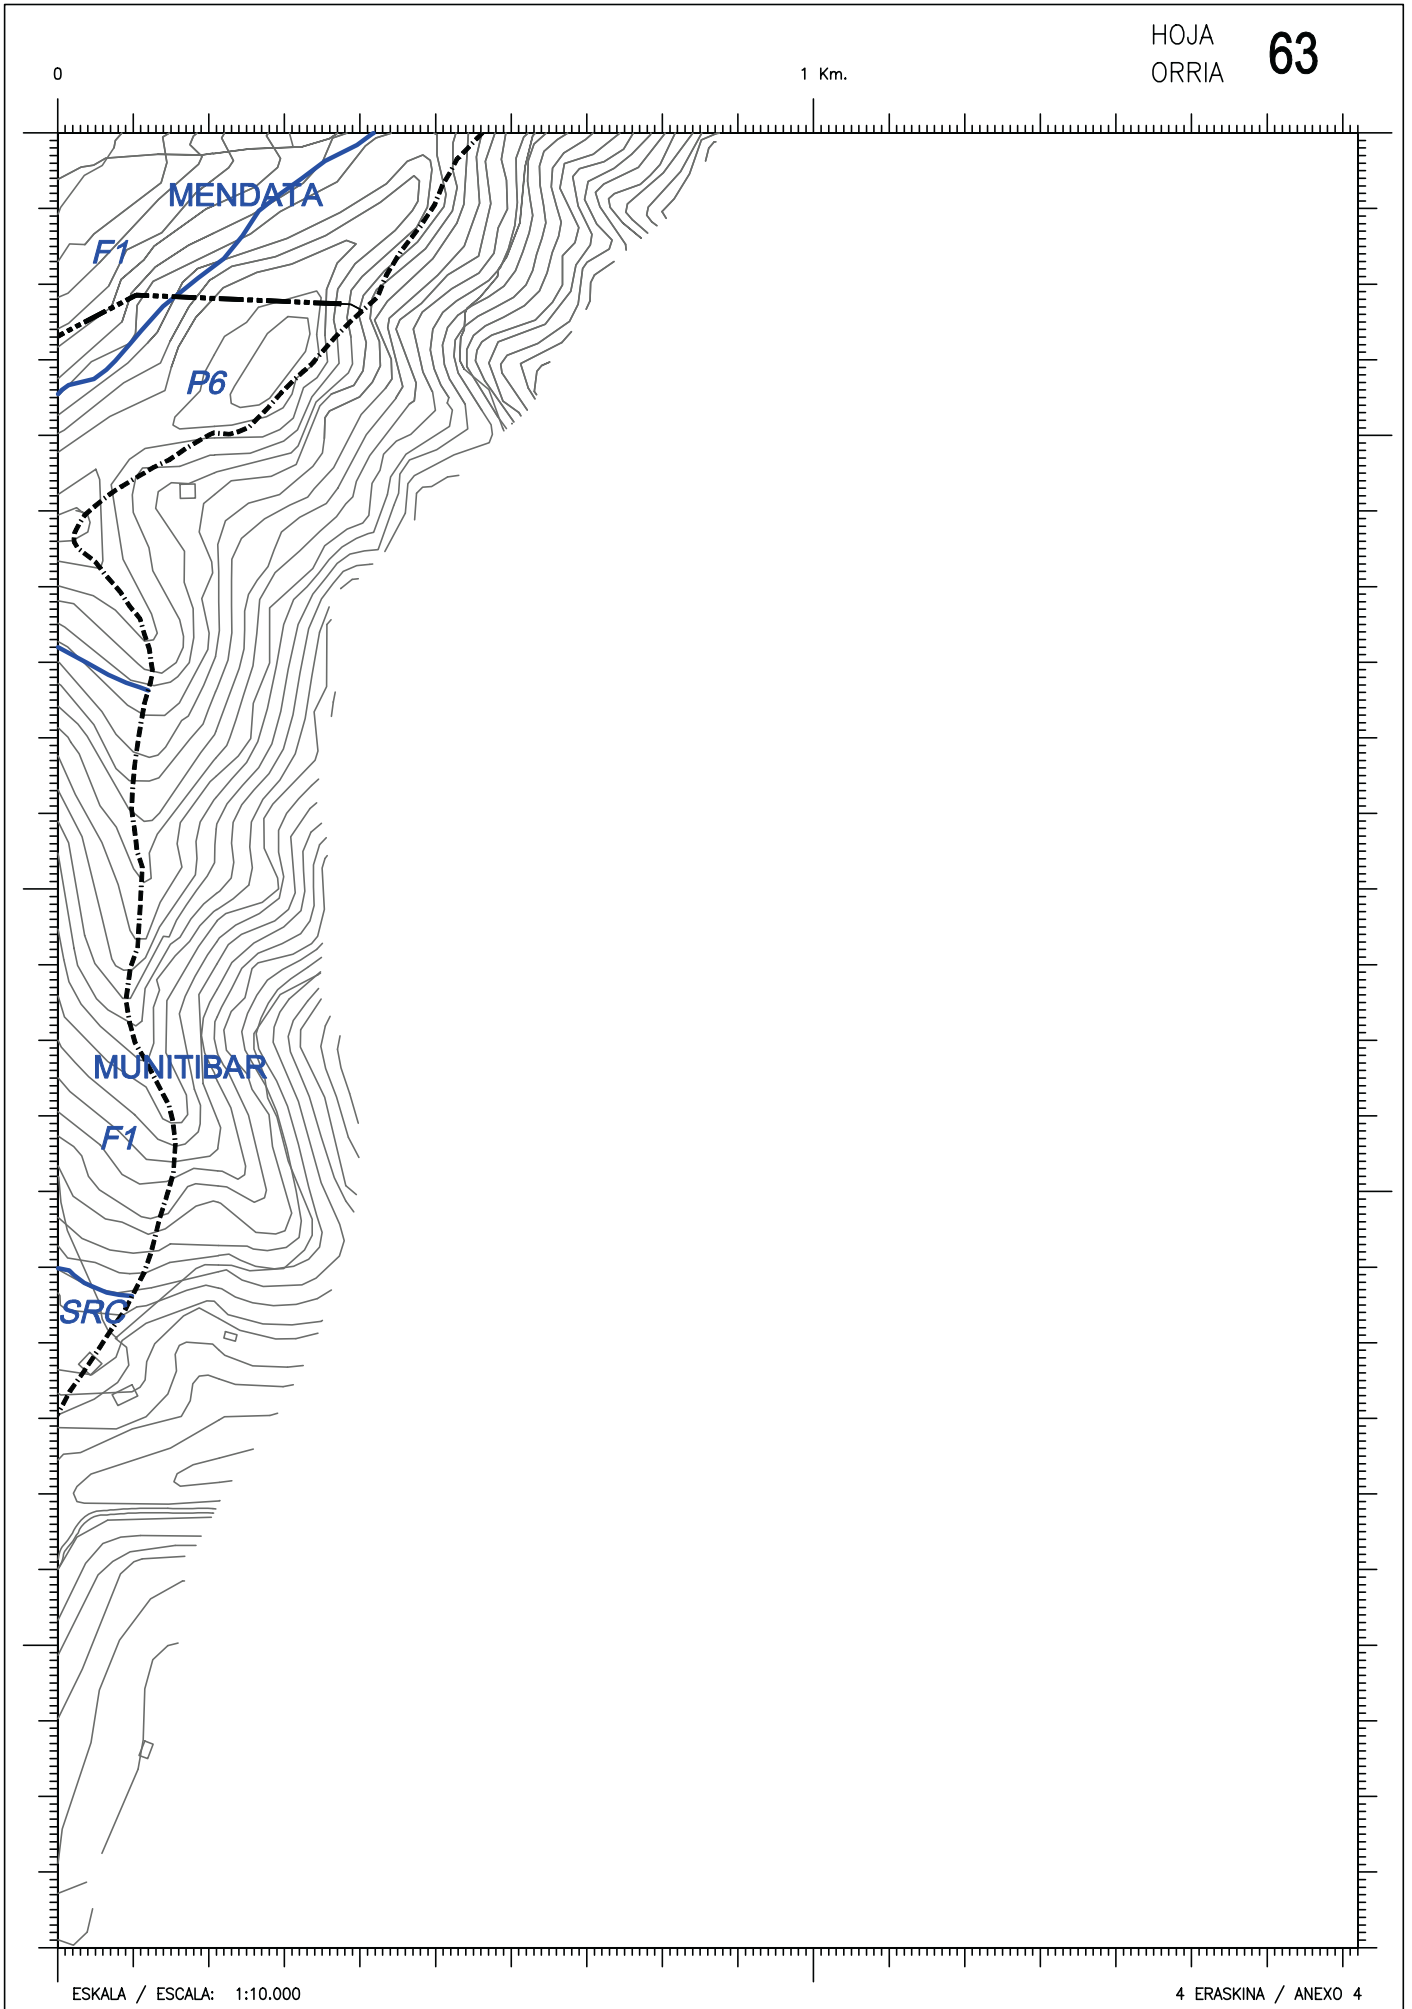 HOJA
ORRIA
63
0
1 Km.
MENDATA
F1
P6
MUNITIBAR
F1
SRC
ESKALA / ESCALA: 1:10.000
4 ERASKINA / ANEXO 4